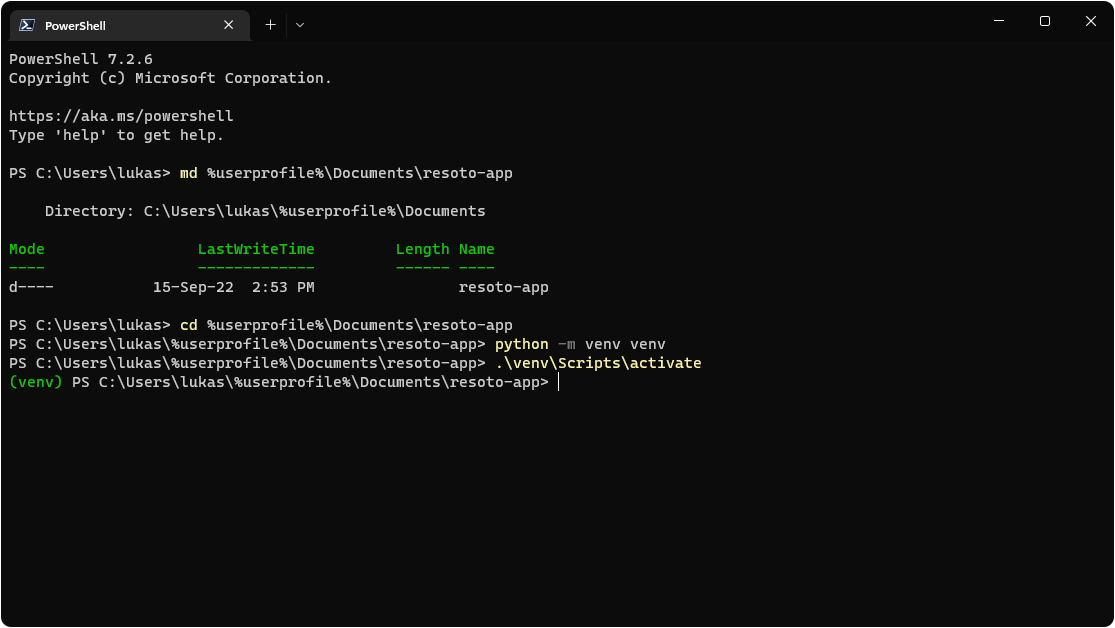 PowerShell
PowerShell 7.2.6
Copyright (c) Microsoft Corporation.
https://aka.ms/powershell
Type 'help' to get help.
PS C:\Users\lukas> md %userprofile%\Documents\resoto-app
    Directory: C:\Users\lukas\%userprofile%\Documents
Mode                 LastWriteTime         Length Name
----                 -------------         ------ ----
d----           15-Sep-22  2:53 PM                resoto-app
PS C:\Users\lukas> cd %userprofile%\Documents\resoto-app
PS C:\Users\lukas\%userprofile%\Documents\resoto-app> python -m venv venv
PS C:\Users\lukas\%userprofile%\Documents\resoto-app> .\venv\Scripts\activate
(venv) PS C:\Users\lukas\%userprofile%\Documents\resoto-app>